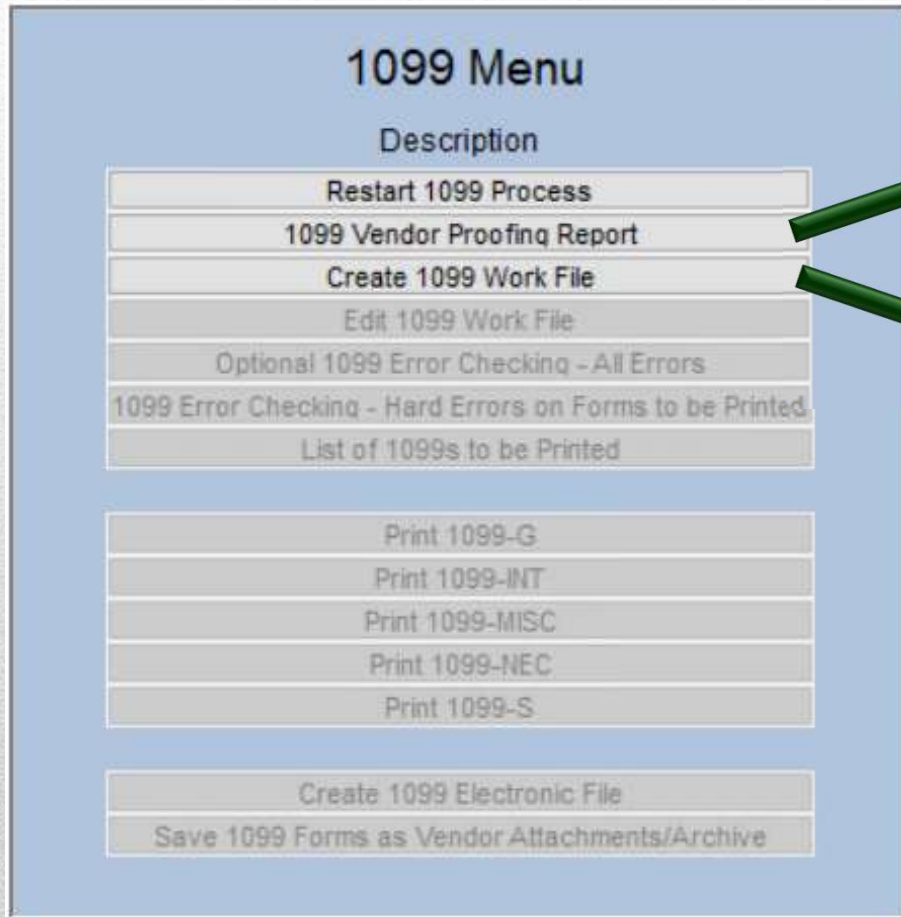 1099 Menu
Description
Restart 1099 Process
1099 Vendor Proofing Report
Create 1099 Work File
Edit 1099 Work File
Optional 1099 Error Checking - All Errors
1099 Error Checking - Hard Errors on Forms to be Printed
List of 1099s to be Printed
Print 1099-G
Print 1099-INT
Print 1099-MISC
Print 1099-NEC
Print 1099-S
Create 1099 Electronic File
Save 1099 Forms as Vendor Attachments/Archive